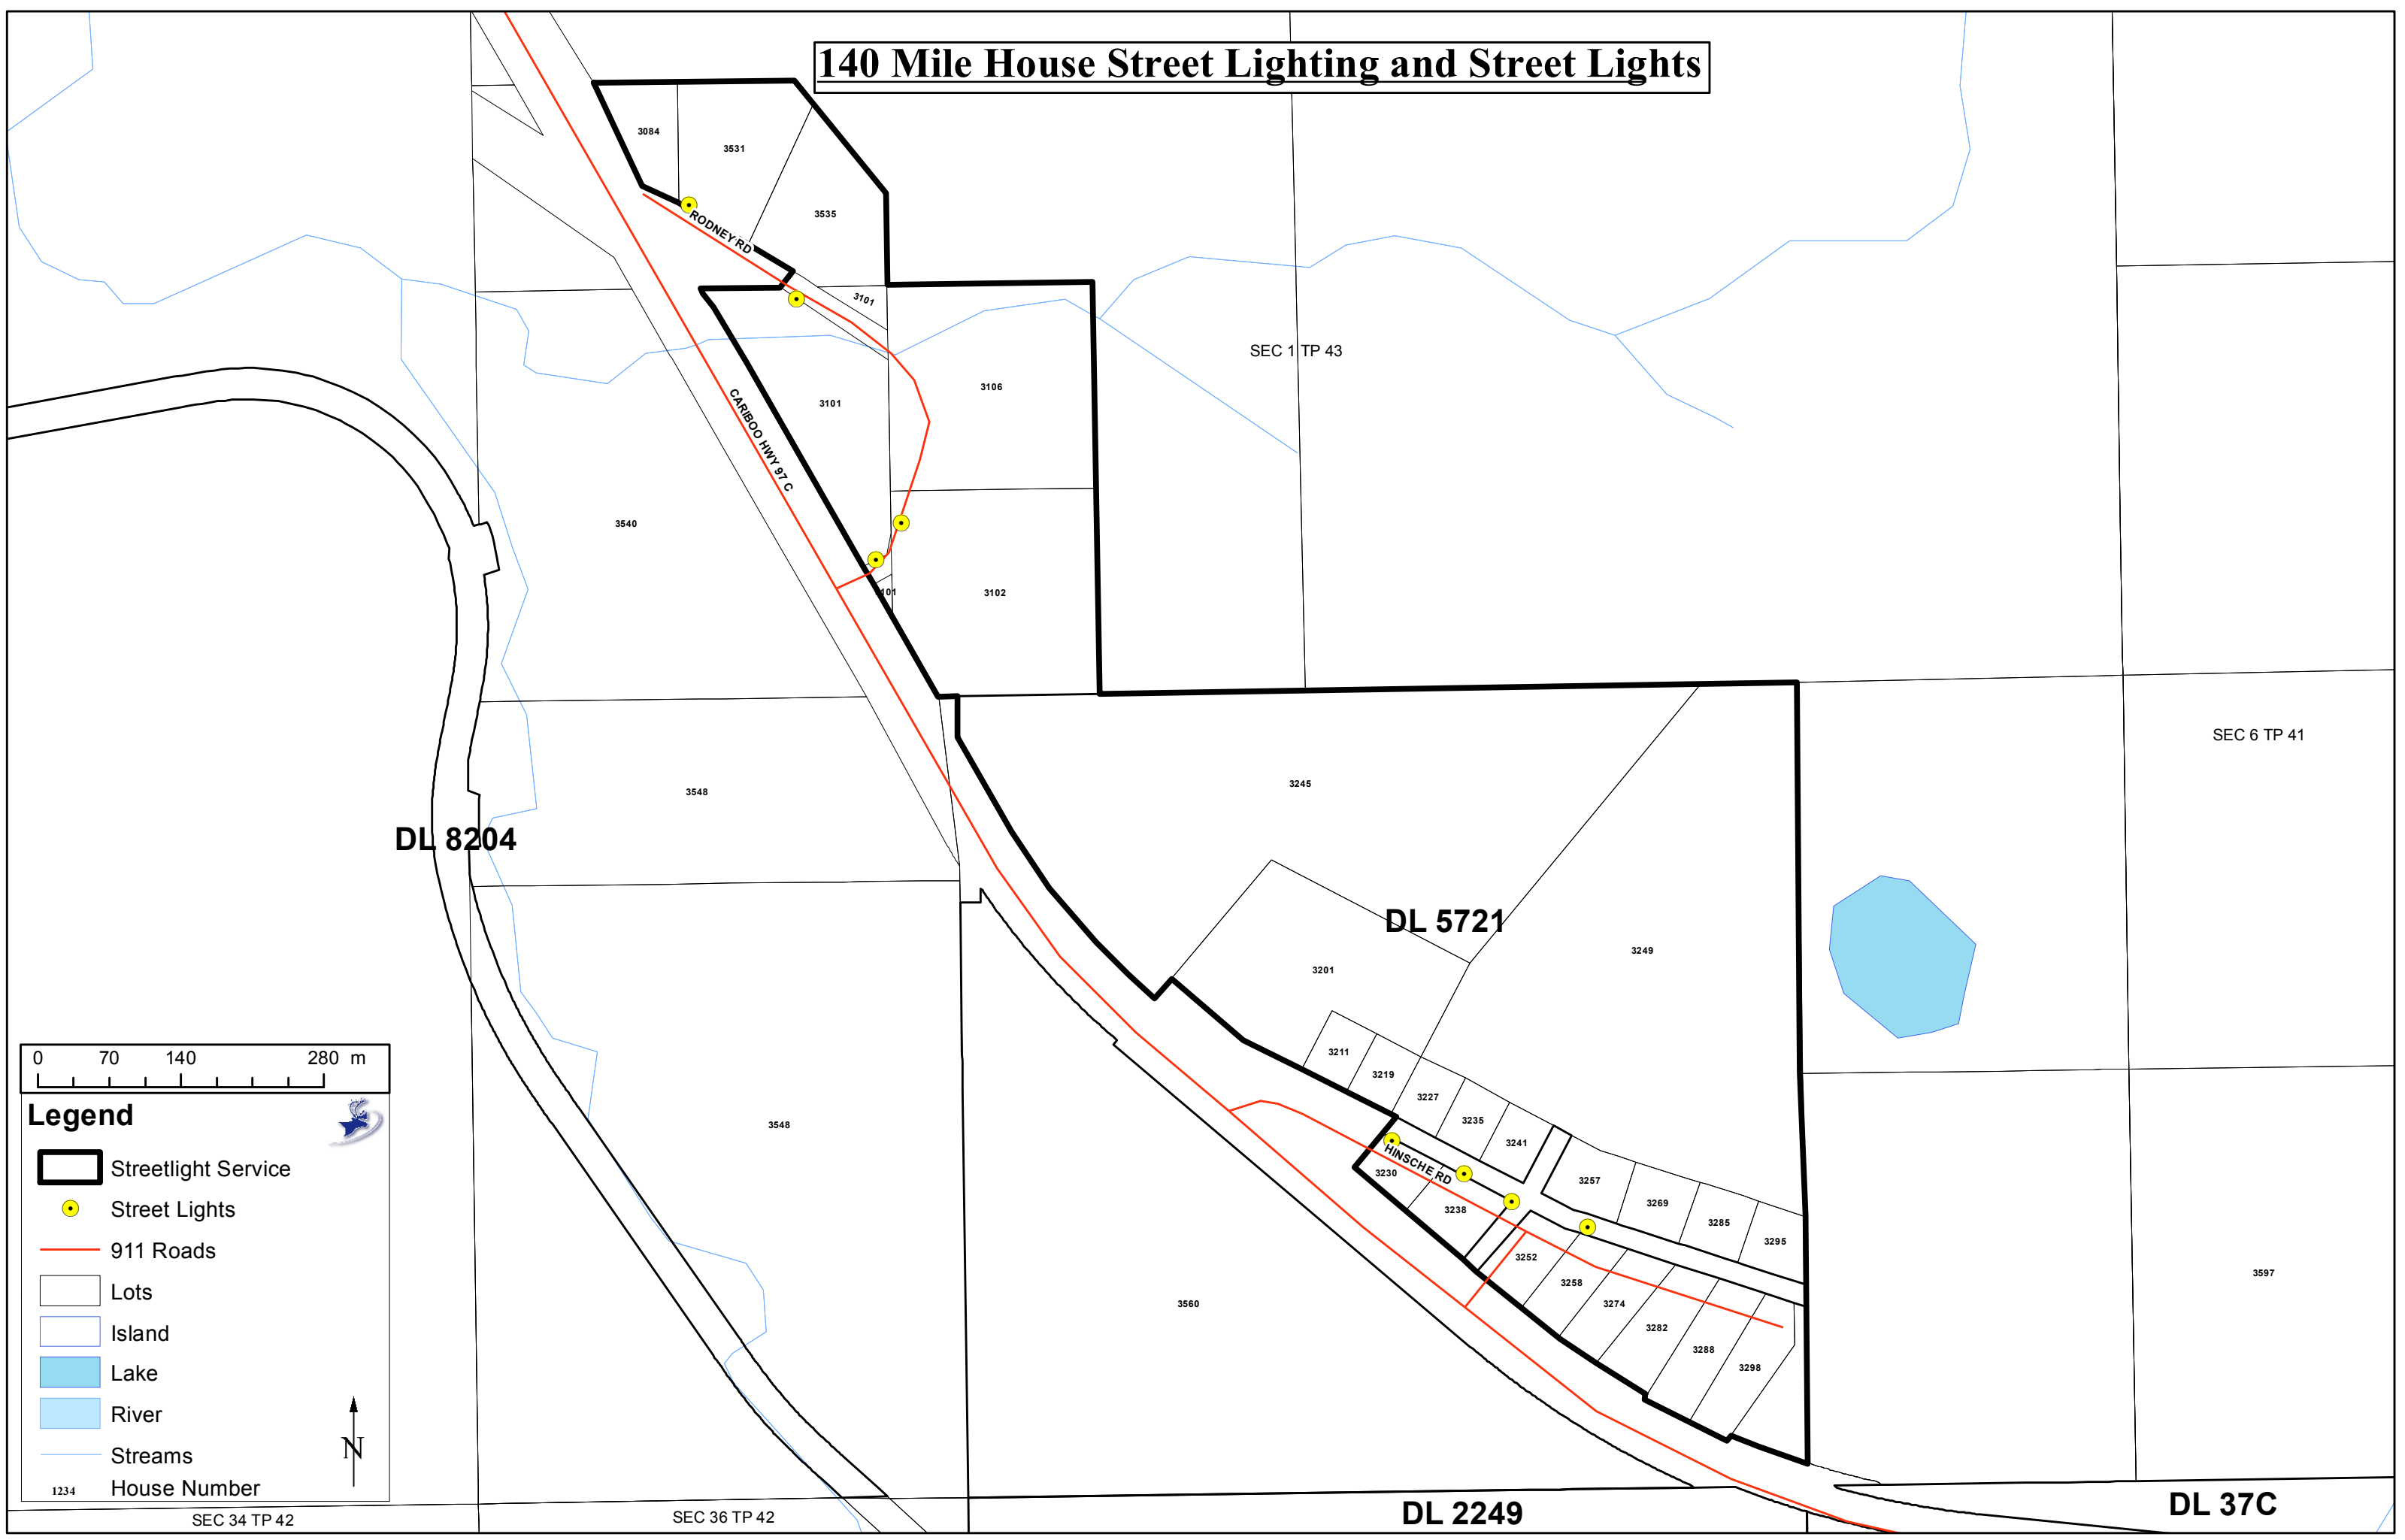 140 Mile House Street Lighting and Street Lights
3084
3531
3535
RODNEY RD
3101
SEC 1 TP 43
3106
3101
CARIBOO HWY 97 C
3540
3102
SEC 6 TP 41
3245
3548
DL 8204
DL 5721
3249
3201
3211
3219
3227
3235
3241
HINSCHE RD
3230
3238
3257
3269
3285
3295
3252
3258
3274
3282
3288
3298
3548
3560
3597
0 70 140 280 m
Legend
Streetlight Service
Street Lights
911 Roads
Lots
Island
Lake
River
Streams
1234 House Number
N
SEC 34 TP 42
SEC 36 TP 42
DL 2249
DL 37C